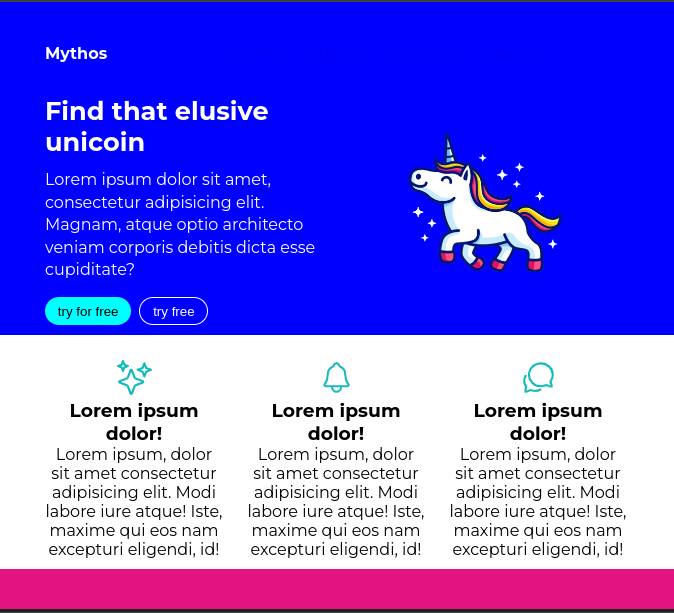 Mythos
Find that elusive
unicoin
Lorem ipsum dolor sit amet,
consectetur adipisicing elit.
Magnam, atque optio architecto
veniam corporis debitis dicta esse
cupiditate?
try for free
try free
Lorem ipsum
dolor!
Lorem ipsum, dolor
sit amet consectetur
adipisicing elit. Modi
labore iure atque! Iste,
maxime qui eos nam
excepturi eligendi, id!
Lorem ipsum
dolor!
Lorem ipsum, dolor
sit amet consectetur
adipisicing elit. Modi
labore iure atque! Iste,
maxime qui eos nam
excepturi eligendi, id!
Lorem ipsum
dolor!
Lorem ipsum, dolor
sit amet consectetur
adipisicing elit. Modi
labore iure atque! Iste,
maxime qui eos nam
excepturi eligendi, id!